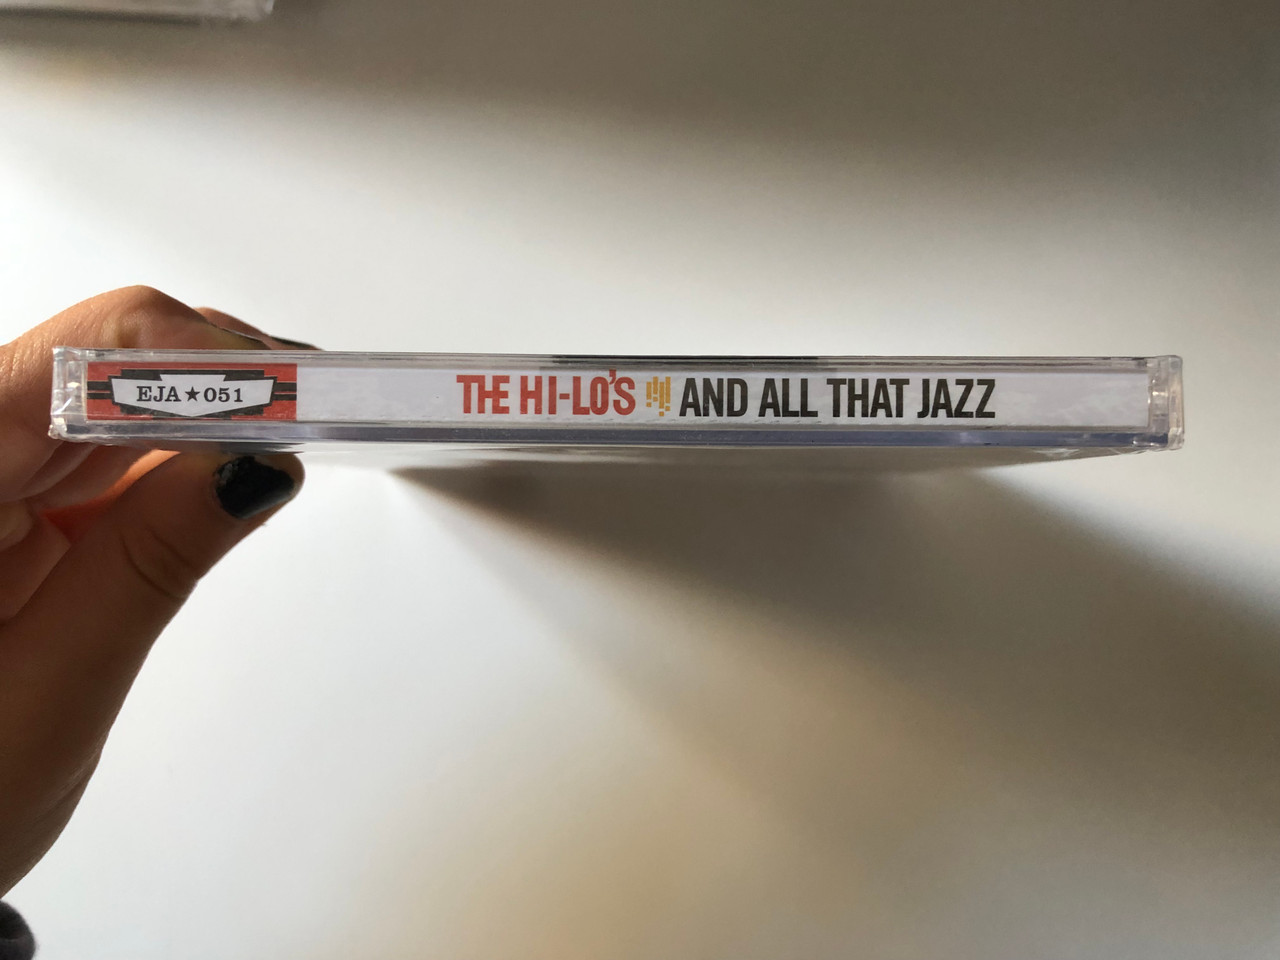 EJA★051
THE HI-LO'S AND ALL THAT JAZZ